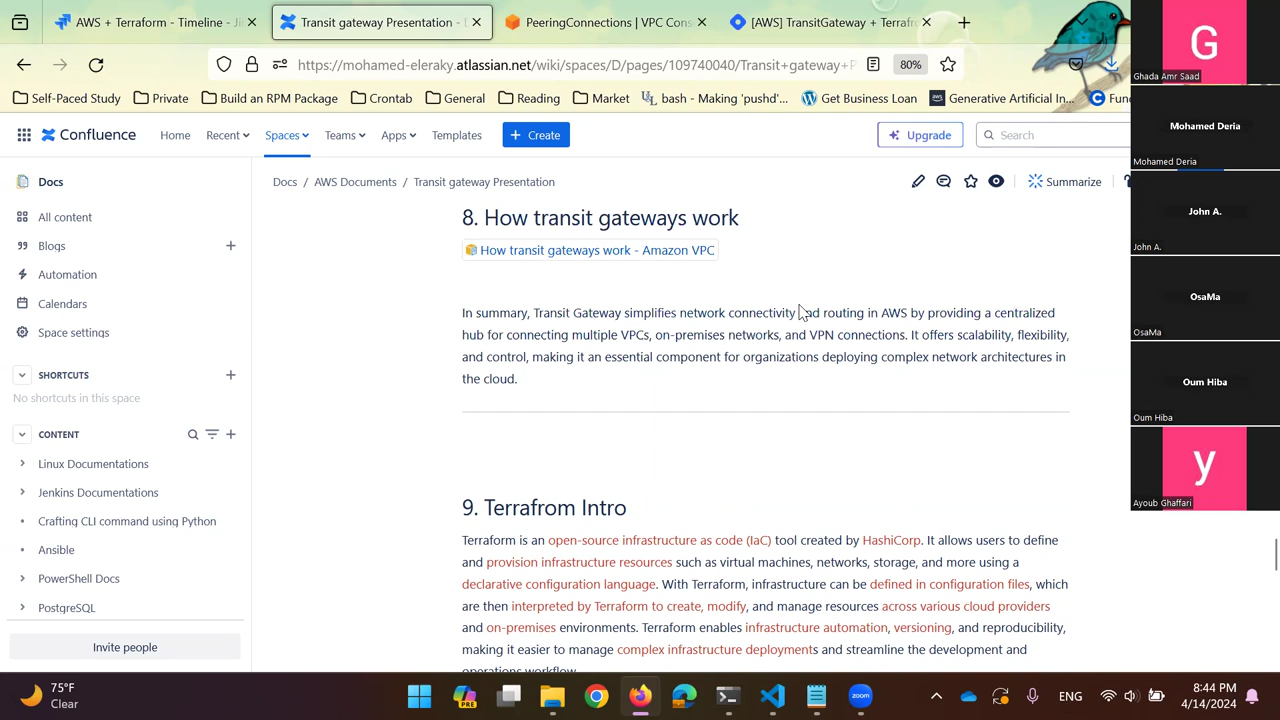 AWS + Terraform - Timeline - Ji
Transit gateway Presentation - D
PeeringConnections | VPC Cons
[AWS] TransitGateway + Terrafr
https://mohamed-eleraky.atlassian.net/wiki/spaces/D/pages/109740040/Transit+gateway+P
80%
Self-Paced Study
Private
Build an RPM Package
Crontab
General
Reading
Market
bash - Making 'pushd'...
Get Business Loan
Generative Artificial In...
Fund
Confluence
Home
Recent
Spaces
Teams
Apps
Templates
+ Create
Upgrade
Search
Docs
All content
Blogs
Automation
Calendars
Space settings
SHORTCUTS
No shortcuts in this space
CONTENT
Linux Documentations
Jenkins Documentations
Crafting CLI command using Python
Ansible
PowerShell Docs
PostgreSQL
Invite people
Docs / AWS Documents / Transit gateway Presentation
Summarize
8. How transit gateways work
How transit gateways work - Amazon VPC
In summary, Transit Gateway simplifies network connectivity and routing in AWS by providing a centralized
hub for connecting multiple VPCs, on-premises networks, and VPN connections. It offers scalability, flexibility,
and control, making it an essential component for organizations deploying complex network architectures in
the cloud.
9. Terrafrom Intro
Terraform is an open-source infrastructure as code (IaC) tool created by HashiCorp. It allows users to define
and provision infrastructure resources such as virtual machines, networks, storage, and more using a
declarative configuration language. With Terraform, infrastructure can be defined in configuration files, which
are then interpreted by Terraform to create, modify, and manage resources across various cloud providers
and on-premises environments. Terraform enables infrastructure automation, versioning, and reproducibility,
making it easier to manage complex infrastructure deployments and streamline the development and
operations workflow.
G
Ghada Amr Saad
Mohamed Deria
Mohamed Deria
John A.
John A.
OsaMa
OsaMa
Oum Hiba
Oum Hiba
y
Ayoub Ghaffari
75°F
Clear
PRE
zoom
ENG
8:44 PM
4/14/2024